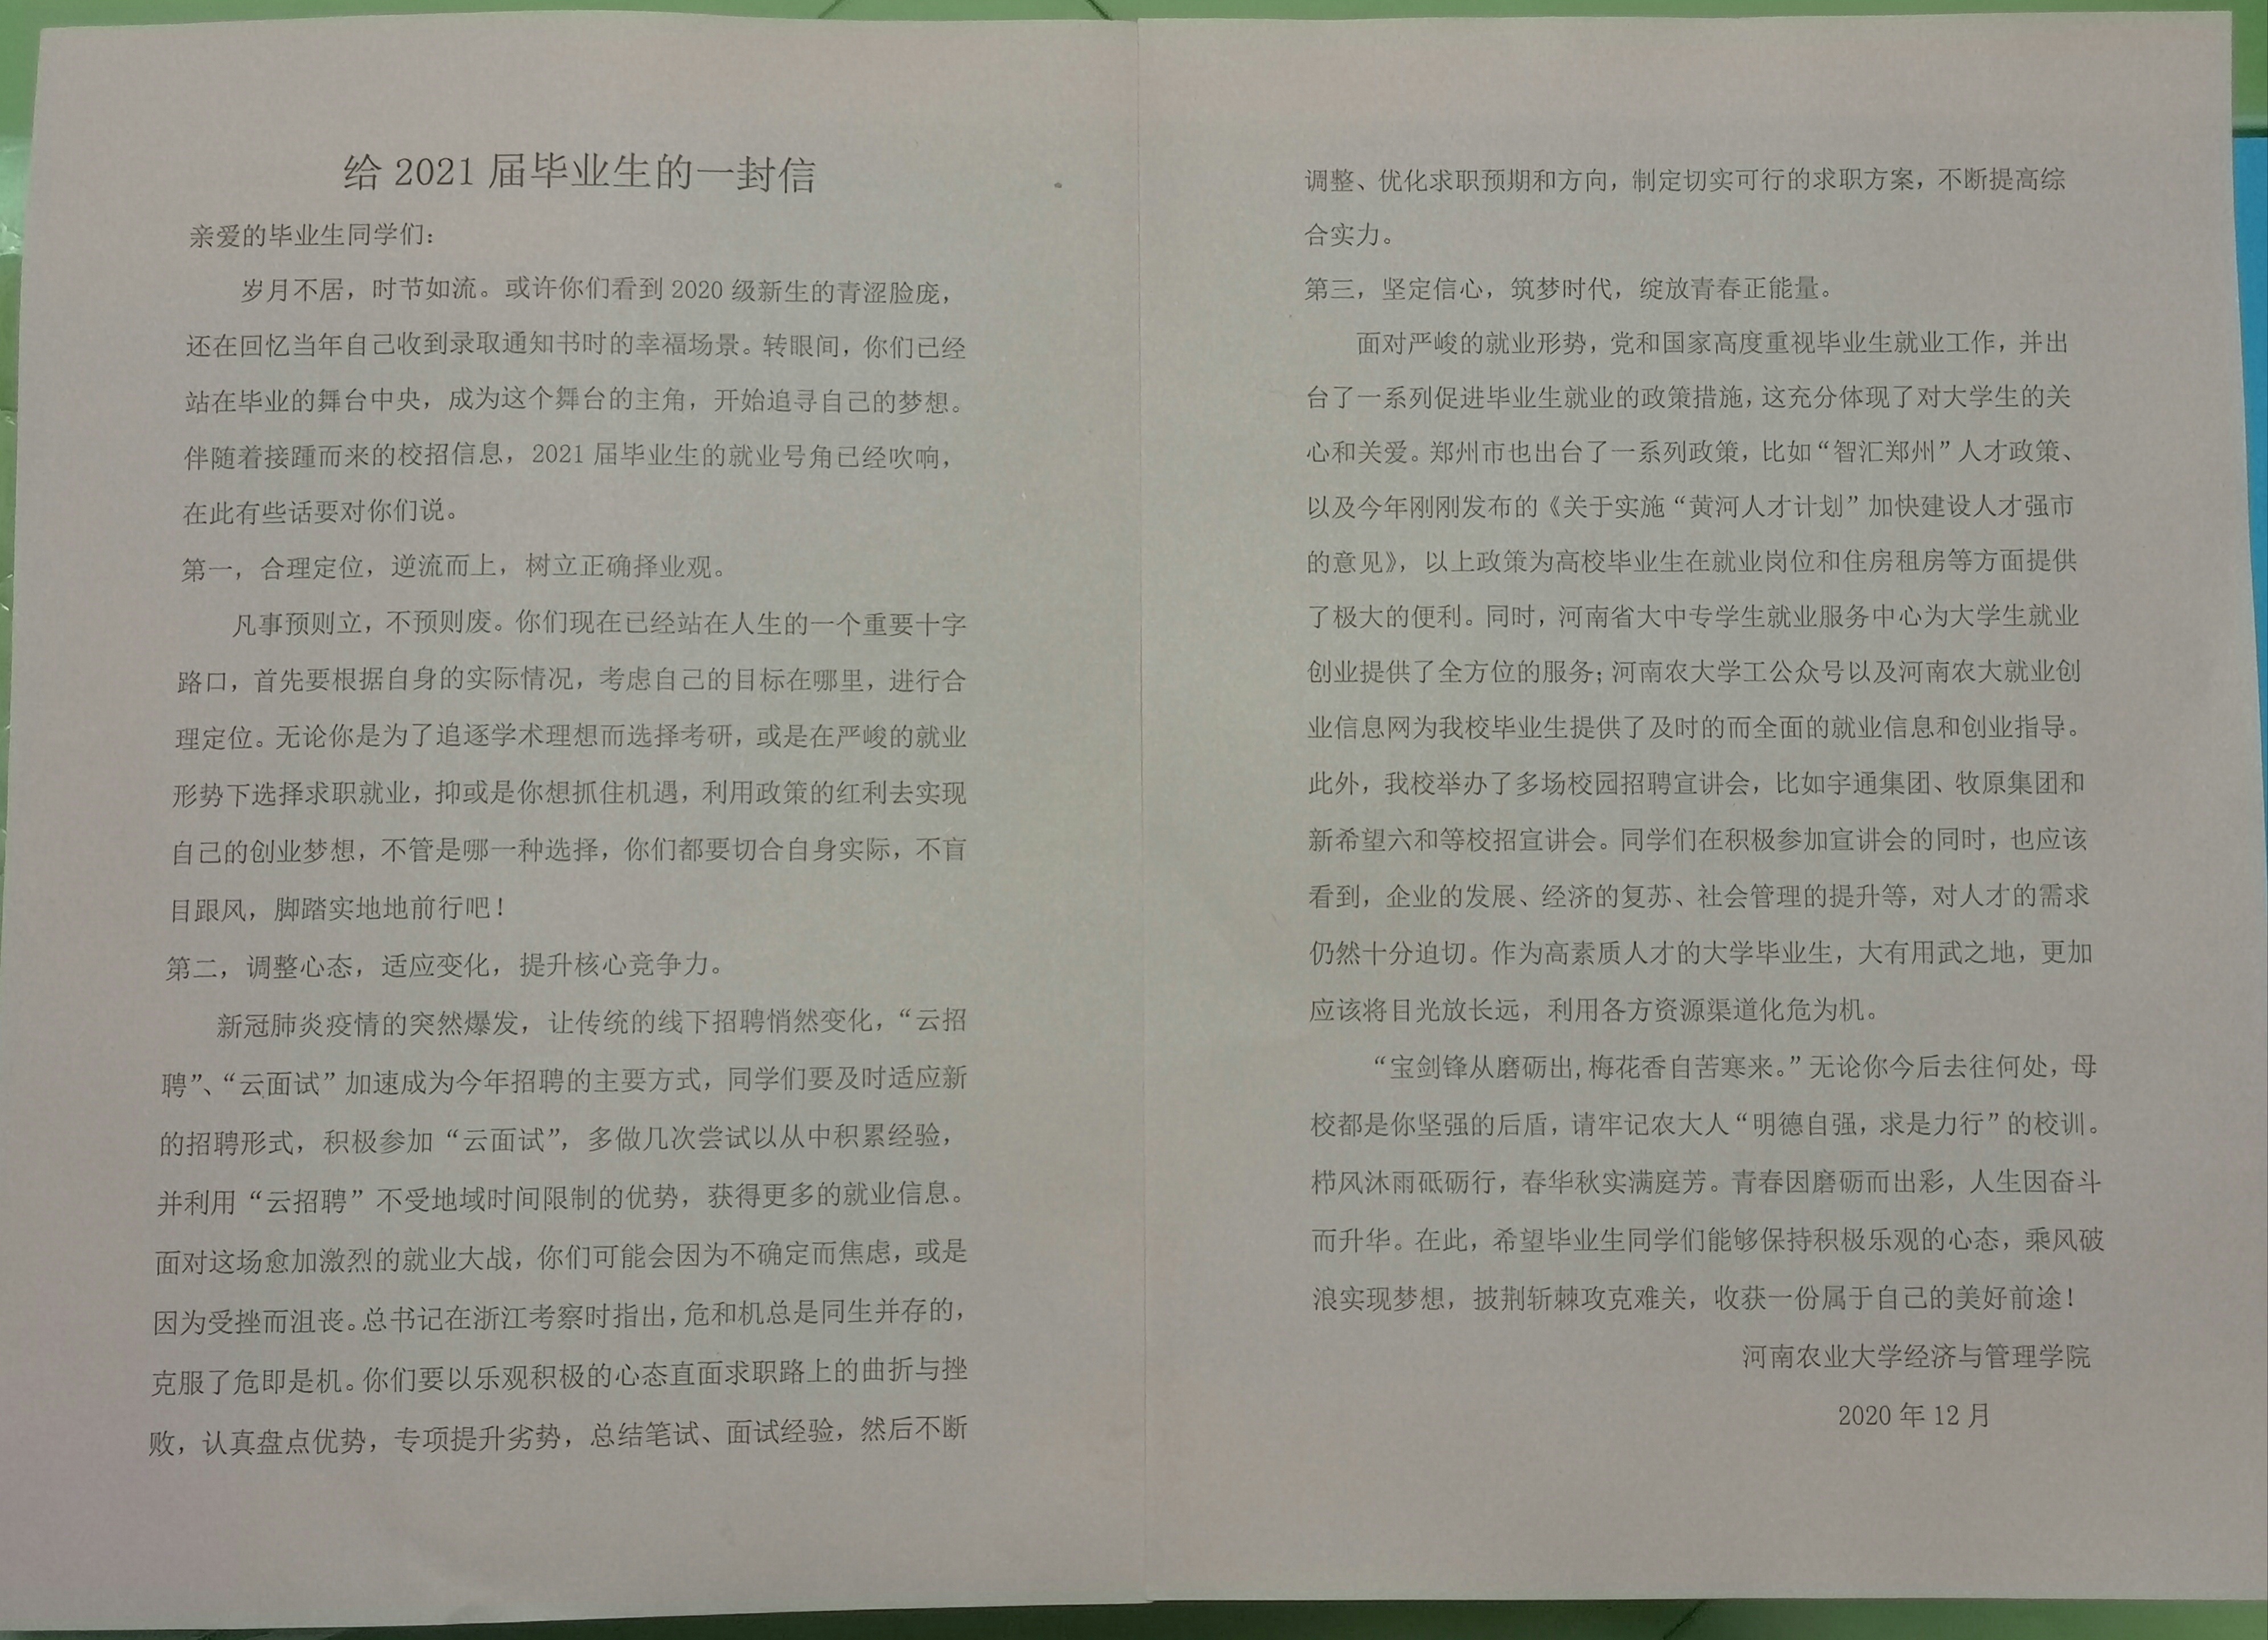 给 2021 届毕业生的一封信
亲爱的毕业生同学们：
岁月不居，时节如流。或许你们看到 2020 级新生的青涩脸庞，
还在回忆当年自己收到录取通知书时的幸福场景。转眼间，你们已经
站在毕业的舞台中央，成为这个舞台的主角，开始追寻自己的梦想。
伴随着接踵而来的校招信息，2021 届毕业生的就业号角已经吹响，
在此有些话要对你们说。
第一，合理定位，逆流而上，树立正确择业观。
凡事预则立，不预则废。你们现在已经站在人生的一个重要十字
路口，首先要根据自身的实际情况，考虑自己的目标在哪里，进行合
理定位。无论你是为了追逐学术理想而选择考研，或是在严峻的就业
形势下选择求职就业，抑或是你想抓住机遇，利用政策的红利去实现
自己的创业梦想，不管是哪一种选择，你们都要切合自身实际，不盲
目跟风，脚踏实地地前行吧！
第二，调整心态，适应变化，提升核心竞争力。
新冠肺炎疫情的突然爆发，让传统的线下招聘悄然变化，“云招
聘”、“云面试”加速成为今年招聘的主要方式，同学们要及时适应新
的招聘形式，积极参加“云面试”，多做几次尝试以从中积累经验，
并利用“云招聘”不受地域时间限制的优势，获得更多的就业信息。
面对这场愈加激烈的就业大战，你们可能会因为不确定而焦虑，或是
因为受挫而沮丧。总书记在浙江考察时指出，危和机总是同生并存的，
克服了危即是机。你们要以乐观积极的心态直面求职路上的曲折与挫
败，认真盘点优势，专项提升劣势，总结笔试、面试经验，然后不断
调整、优化求职预期和方向，制定切实可行的求职方案，不断提高综
合实力。
第三，坚定信心，筑梦时代，绽放青春正能量。
面对严峻的就业形势，党和国家高度重视毕业生就业工作，并出
台了一系列促进毕业生就业的政策措施，这充分体现了对大学生的关
心和关爱。郑州市也出台了一系列政策，比如“智汇郑州”人才政策、
以及今年刚刚发布的《关于实施“黄河人才计划”加快建设人才强市
的意见》，以上政策为高校毕业生在就业岗位和住房租房等方面提供
了极大的便利。同时，河南省大中专学生就业服务中心为大学生就业
创业提供了全方位的服务；河南农大学工公众号以及河南农大就业创
业信息网为我校毕业生提供了及时的而全面的就业信息和创业指导。
此外，我校举办了多场校园招聘宣讲会，比如宇通集团、牧原集团和
新希望六和等校招宣讲会。同学们在积极参加宣讲会的同时，也应该
看到，企业的发展、经济的复苏、社会管理的提升等，对人才的需求
仍然十分迫切。作为高素质人才的大学毕业生，大有用武之地，更加
应该将目光放长远，利用各方资源渠道化危为机。
“宝剑锋从磨砺出,梅花香自苦寒来。”无论你今后去往何处，母
校都是你坚强的后盾，请牢记农大人“明德自强，求是力行”的校训。
栉风沐雨砥砺行，春华秋实满庭芳。青春因磨砺而出彩，人生因奋斗
而升华。在此，希望毕业生同学们能够保持积极乐观的心态，乘风破
浪实现梦想，披荆斩棘攻克难关，收获一份属于自己的美好前途！
河南农业大学经济与管理学院
2020 年 12 月